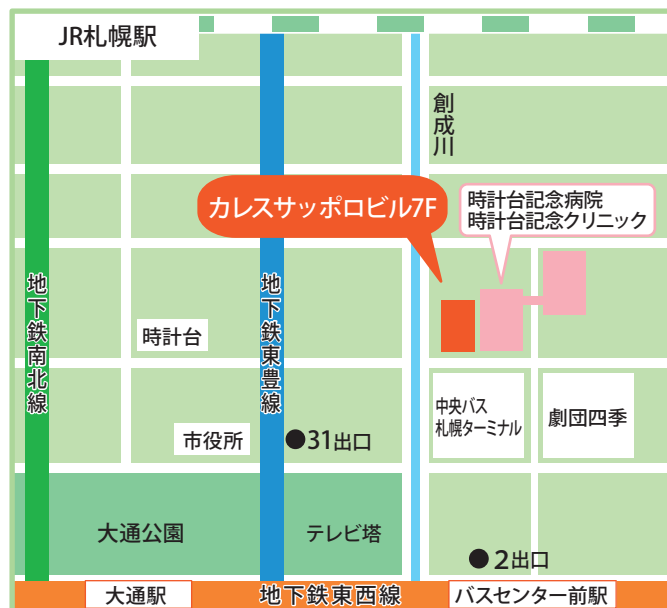 JR札幌駅
創成川
カレスサッポロビル7F
時計台記念病院
時計台記念クリニック
地下鉄南北線
地下鉄東豊線
時計台
中央バス
札幌ターミナル
劇団四季
市役所
●31出口
大通公園
テレビ塔
●2出口
大通駅
地下鉄東西線
バスセンター前駅